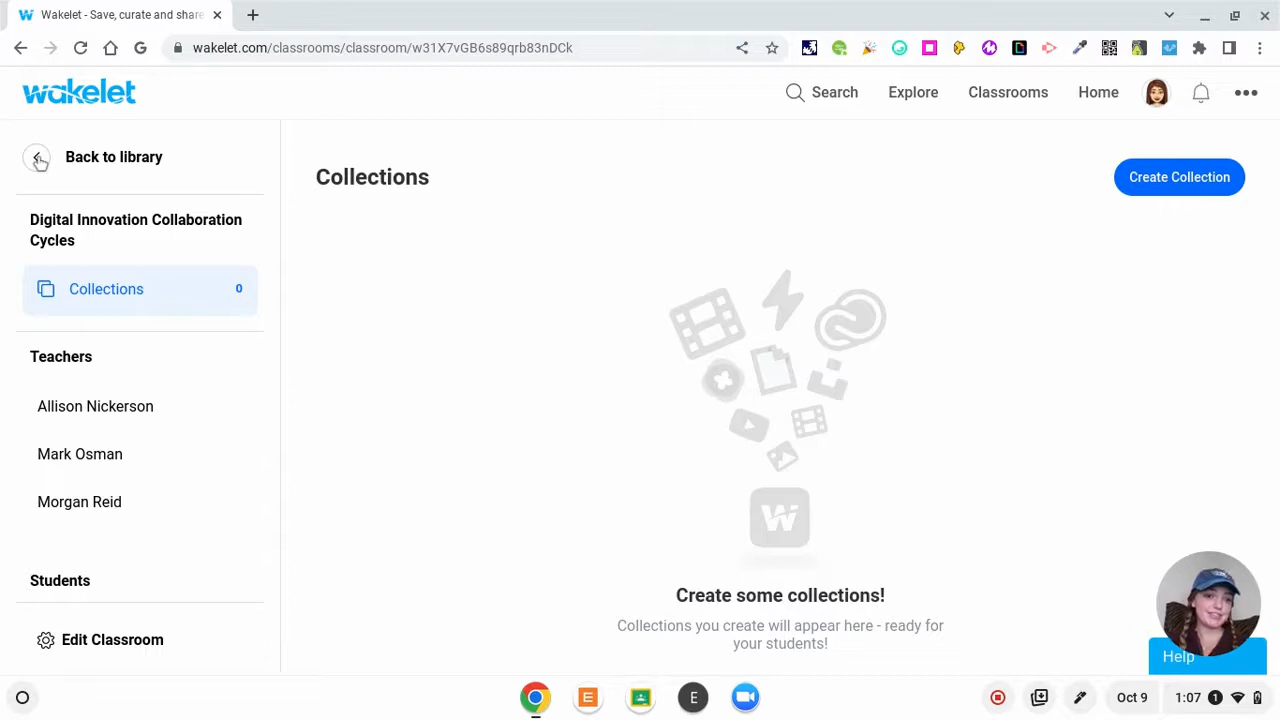 Wakelet - Save, curate and share
wakelet.com/classrooms/classroom/w31X7vGB6s89qrb83nDCk
wakelet
Search
Explore
Classrooms
Home
Back to library
Digital Innovation Collaboration
Cycles
Collections 0
Teachers
Allison Nickerson
Mark Osman
Morgan Reid
Students
Edit Classroom
Collections
Create Collection
Create some collections!
Collections you create will appear here - ready for
your students!
Help
E
E
Oct 9
1:07
1